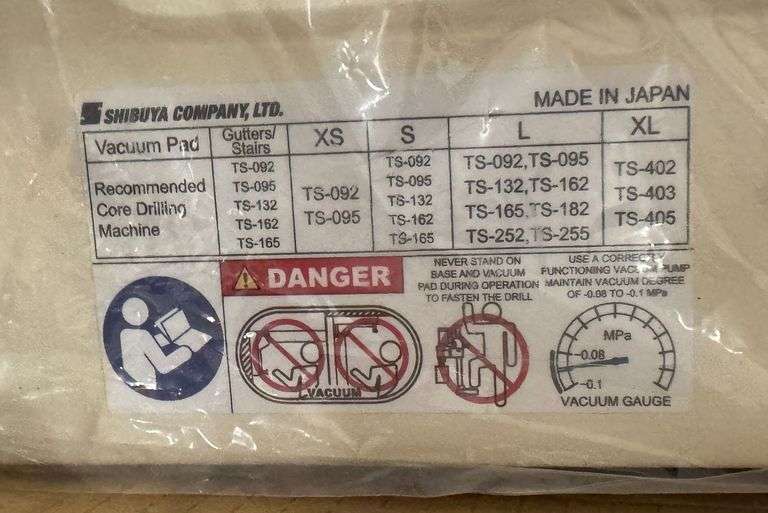 SHIBUYA COMPANY, LTD.
MADE IN JAPAN
Vacuum Pad
Gutters/
Stairs
XS
S
L
XL
Recommended
Core Drilling
Machine
TS-092
TS-095
TS-132
TS-162
TS-165
TS-092
TS-095
TS-092
TS-095
TS-132
TS-162
TS-165
TS-092,TS-095
TS-132,TS-162
TS-165,TS-182
TS-252,TS-255
TS-402
TS-403
TS-405
DANGER
VACUUM
NEVER STAND ON
BASE AND VACUUM
PAD DURING OPERATION
TO FASTEN THE DRILL
USE A CORRECTLY
FUNCTIONING VACUUM PUMP
MAINTAIN VACUUM DEGREE
OF -0.08 TO -0.1 MPa
MPa
-0.08
-0.1
VACUUM GAUGE